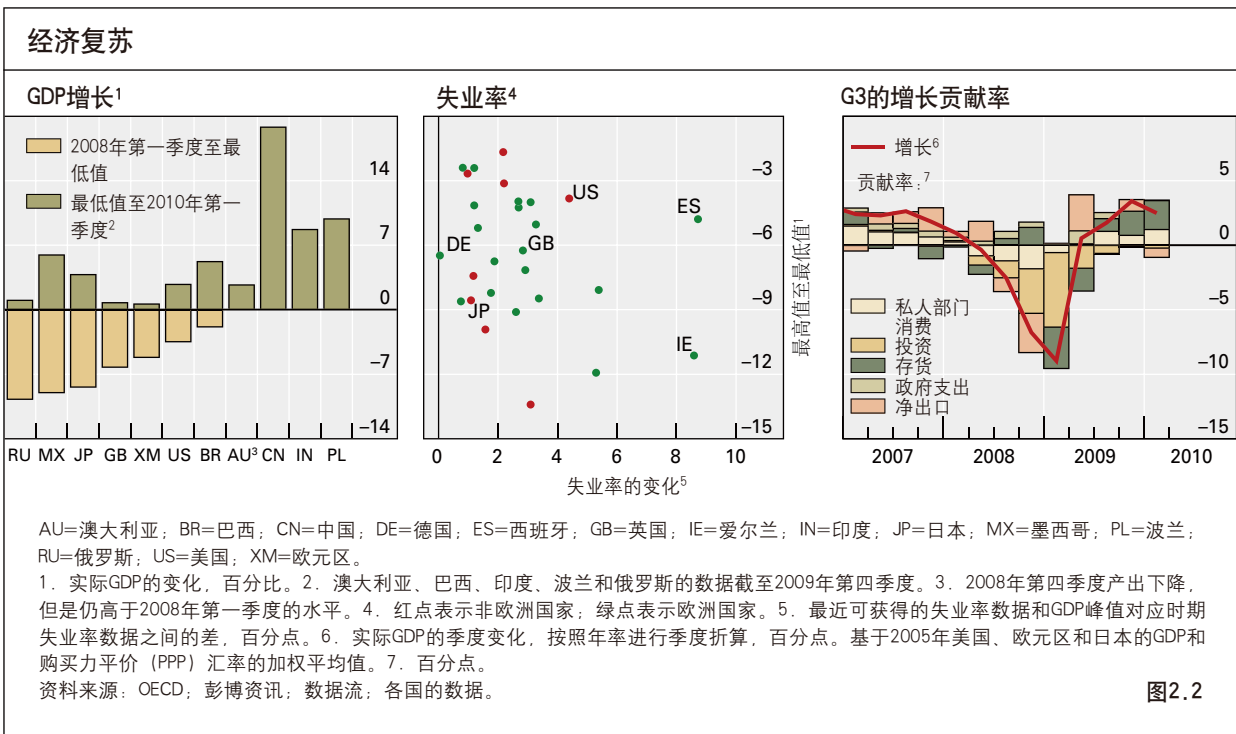 经济复苏
GDP增长1
2008年第一季度至最
低值
最低值至2010年第一
季度2
14
7
0
–7
–14
RU MX JP GB XM US BR AU3 CN IN PL
失业率4
US
ES
DE
GB
JP
IE
–3
–6
–9
–12
–15
最高值至最低值1
0 2 4 6 8 10
失业率的变化5
G3的增长贡献率
增长6
贡献率:7
私人部门
消费
投资
存货
政府支出
净出口
5
0
–5
–10
–15
2007 2008 2009 2010
AU=澳大利亚；BR=巴西；CN=中国；DE=德国；ES=西班牙；GB=英国；IE=爱尔兰；IN=印度；JP=日本；MX=墨西哥；PL=波兰；
RU=俄罗斯；US=美国；XM=欧元区。
1．实际GDP的变化，百分比。2．澳大利亚、巴西、印度、波兰和俄罗斯的数据截至2009年第四季度。3．2008年第四季度产出下降，
但是仍高于2008年第一季度的水平。4．红点表示非欧洲国家；绿点表示欧洲国家。5．最近可获得的失业率数据和GDP峰值对应时期
失业率数据之间的差，百分点。6．实际GDP的季度变化，按照年率进行季度折算，百分点。基于2005年美国、欧元区和日本的GDP和
购买力平价（PPP）汇率的加权平均值。7．百分点。
资料来源：OECD；彭博资讯；数据流；各国的数据。
图2.2